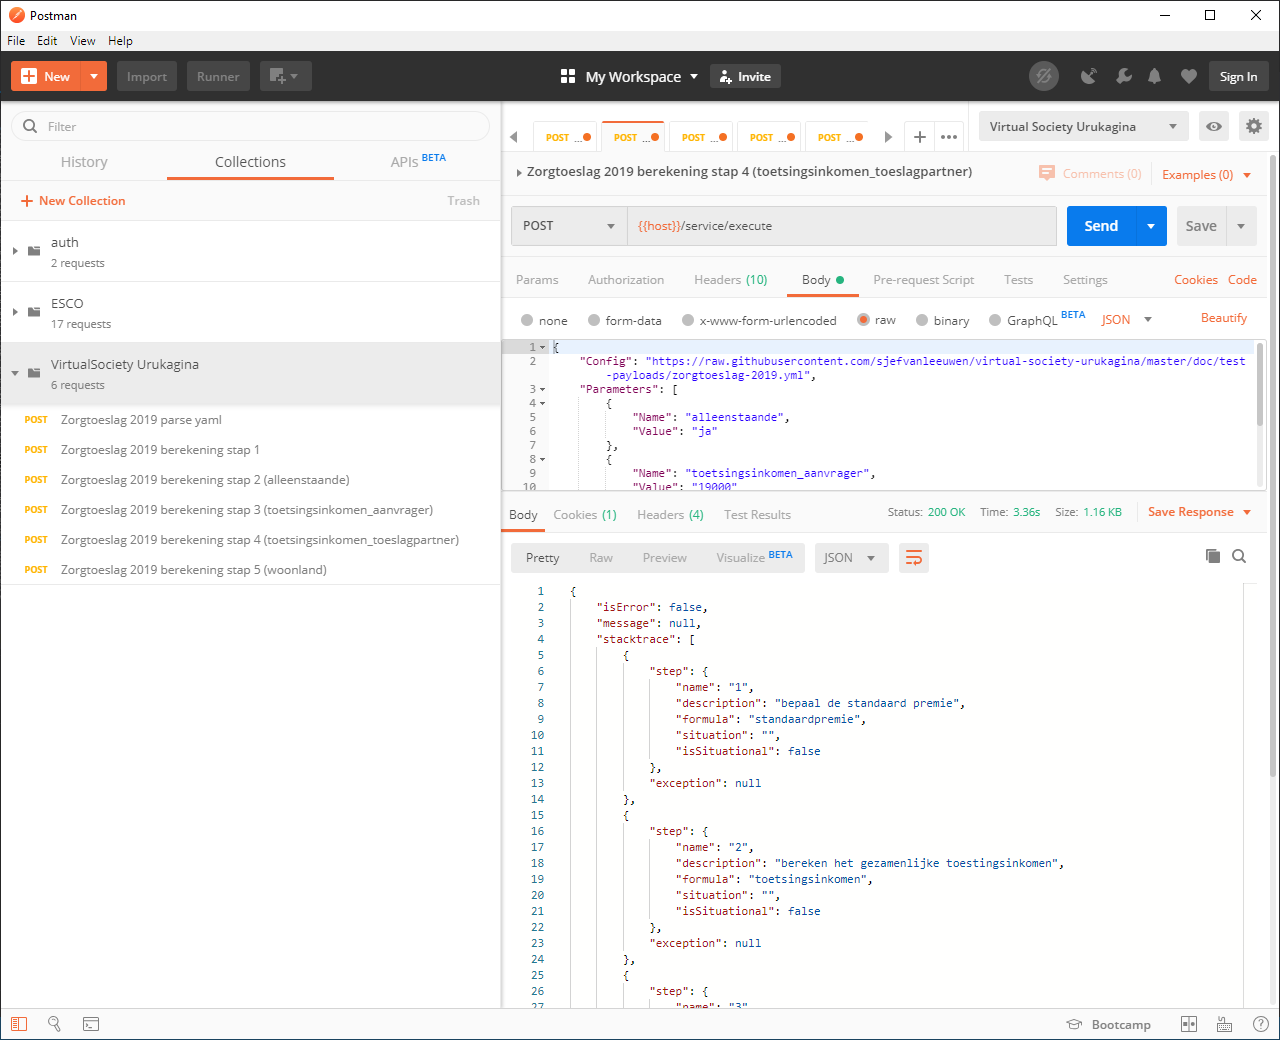 Postman
File Edit View Help
New Import Runner My Workspace Invite Sign In
Filter
History Collections APIs BETA
New Collection Trash
auth
2 requests
ESCO
17 requests
VirtualSociety Urukagina
6 requests
POST Zorgtoeslag 2019 parse yaml
POST Zorgtoeslag 2019 berekening stap 1
POST Zorgtoeslag 2019 berekening stap 2 (alleenstaande)
POST Zorgtoeslag 2019 berekening stap 3 (toetsingsinkomen_aanvrager)
POST Zorgtoeslag 2019 berekening stap 4 (toetsingsinkomen_toeslagpartner)
POST Zorgtoeslag 2019 berekening stap 5 (woonland)
POST ... POST ... POST ... POST ... POST ... Virtual Society Urukagina
Zorgtoeslag 2019 berekening stap 4 (toetsingsinkomen_toeslagpartner) Comments (0) Examples (0)
POST {{host}}/service/execute Send Save
Params Authorization Headers (10) Body Pre-request Script Tests Settings Cookies Code
none form-data x-www-form-urlencoded raw binary GraphQL BETA JSON Beautify
1 {
2 "Config": "https://raw.githubusercontent.com/sjefvanleeuwen/virtual-society-urukagina/master/doc/test
-payloads/zorgtoeslag-2019.yml",
3 "Parameters": [
4 {
5 "Name": "alleenstaande",
6 "Value": "ja"
7 },
8 {
9 "Name": "toetsingsinkomen_aanvrager",
10 "Value": "19000"
Body Cookies (1) Headers (4) Test Results Status: 200 OK Time: 3.36s Size: 1.16 KB Save Response
Pretty Raw Preview Visualize BETA JSON
1 {
2 "isError": false,
3 "message": null,
4 "stacktrace": [
5 {
6 "step": {
7 "name": "1",
8 "description": "bepaal de standaard premie",
9 "formula": "standaardpremie",
10 "situation": "",
11 "isSituational": false
12 },
13 "exception": null
14 },
15 {
16 "step": {
17 "name": "2",
18 "description": "bereken het gezamenlijke toestingsinkomen",
19 "formula": "toetsingsinkomen",
20 "situation": "",
21 "isSituational": false
22 },
23 "exception": null
24 },
25 {
26 "step": {
27 "name": "3"
Bootcamp